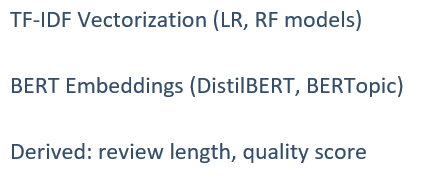 TF-IDF Vectorization (LR, RF models)
BERT Embeddings (DistilBERT, BERTopic)
Derived: review length, quality score